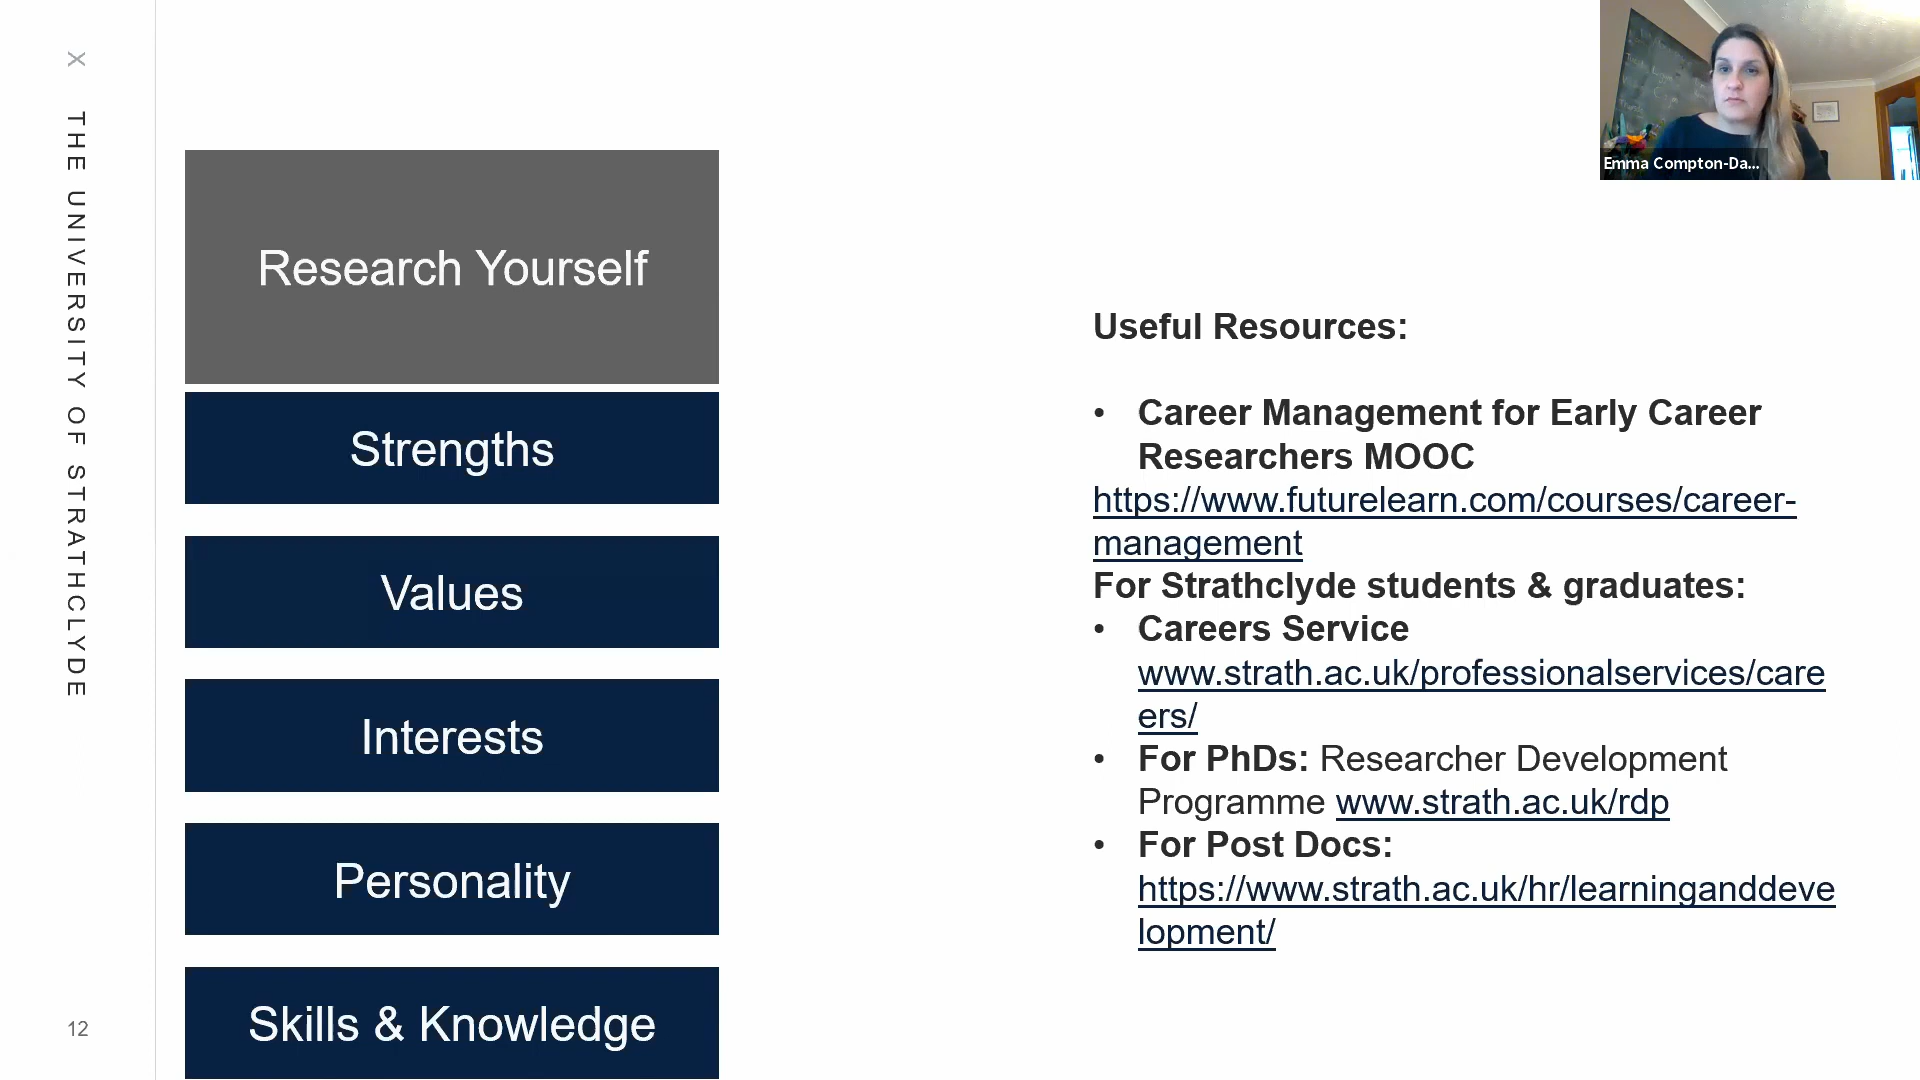 X THE UNIVERSITY OF STRATHCLYDE
Research Yourself
Strengths
Values
Interests
Personality
Skills & Knowledge
Useful Resources:
• Career Management for Early Career
Researchers MOOC
https://www.futurelearn.com/courses/career-
management
For Strathclyde students & graduates:
• Careers Service
www.strath.ac.uk/professionalservices/care
ers/
• For PhDs: Researcher Development
Programme www.strath.ac.uk/rdp
• For Post Docs:
https://www.strath.ac.uk/hr/learninganddeve
lopment/
Emma Compton-Da...
12